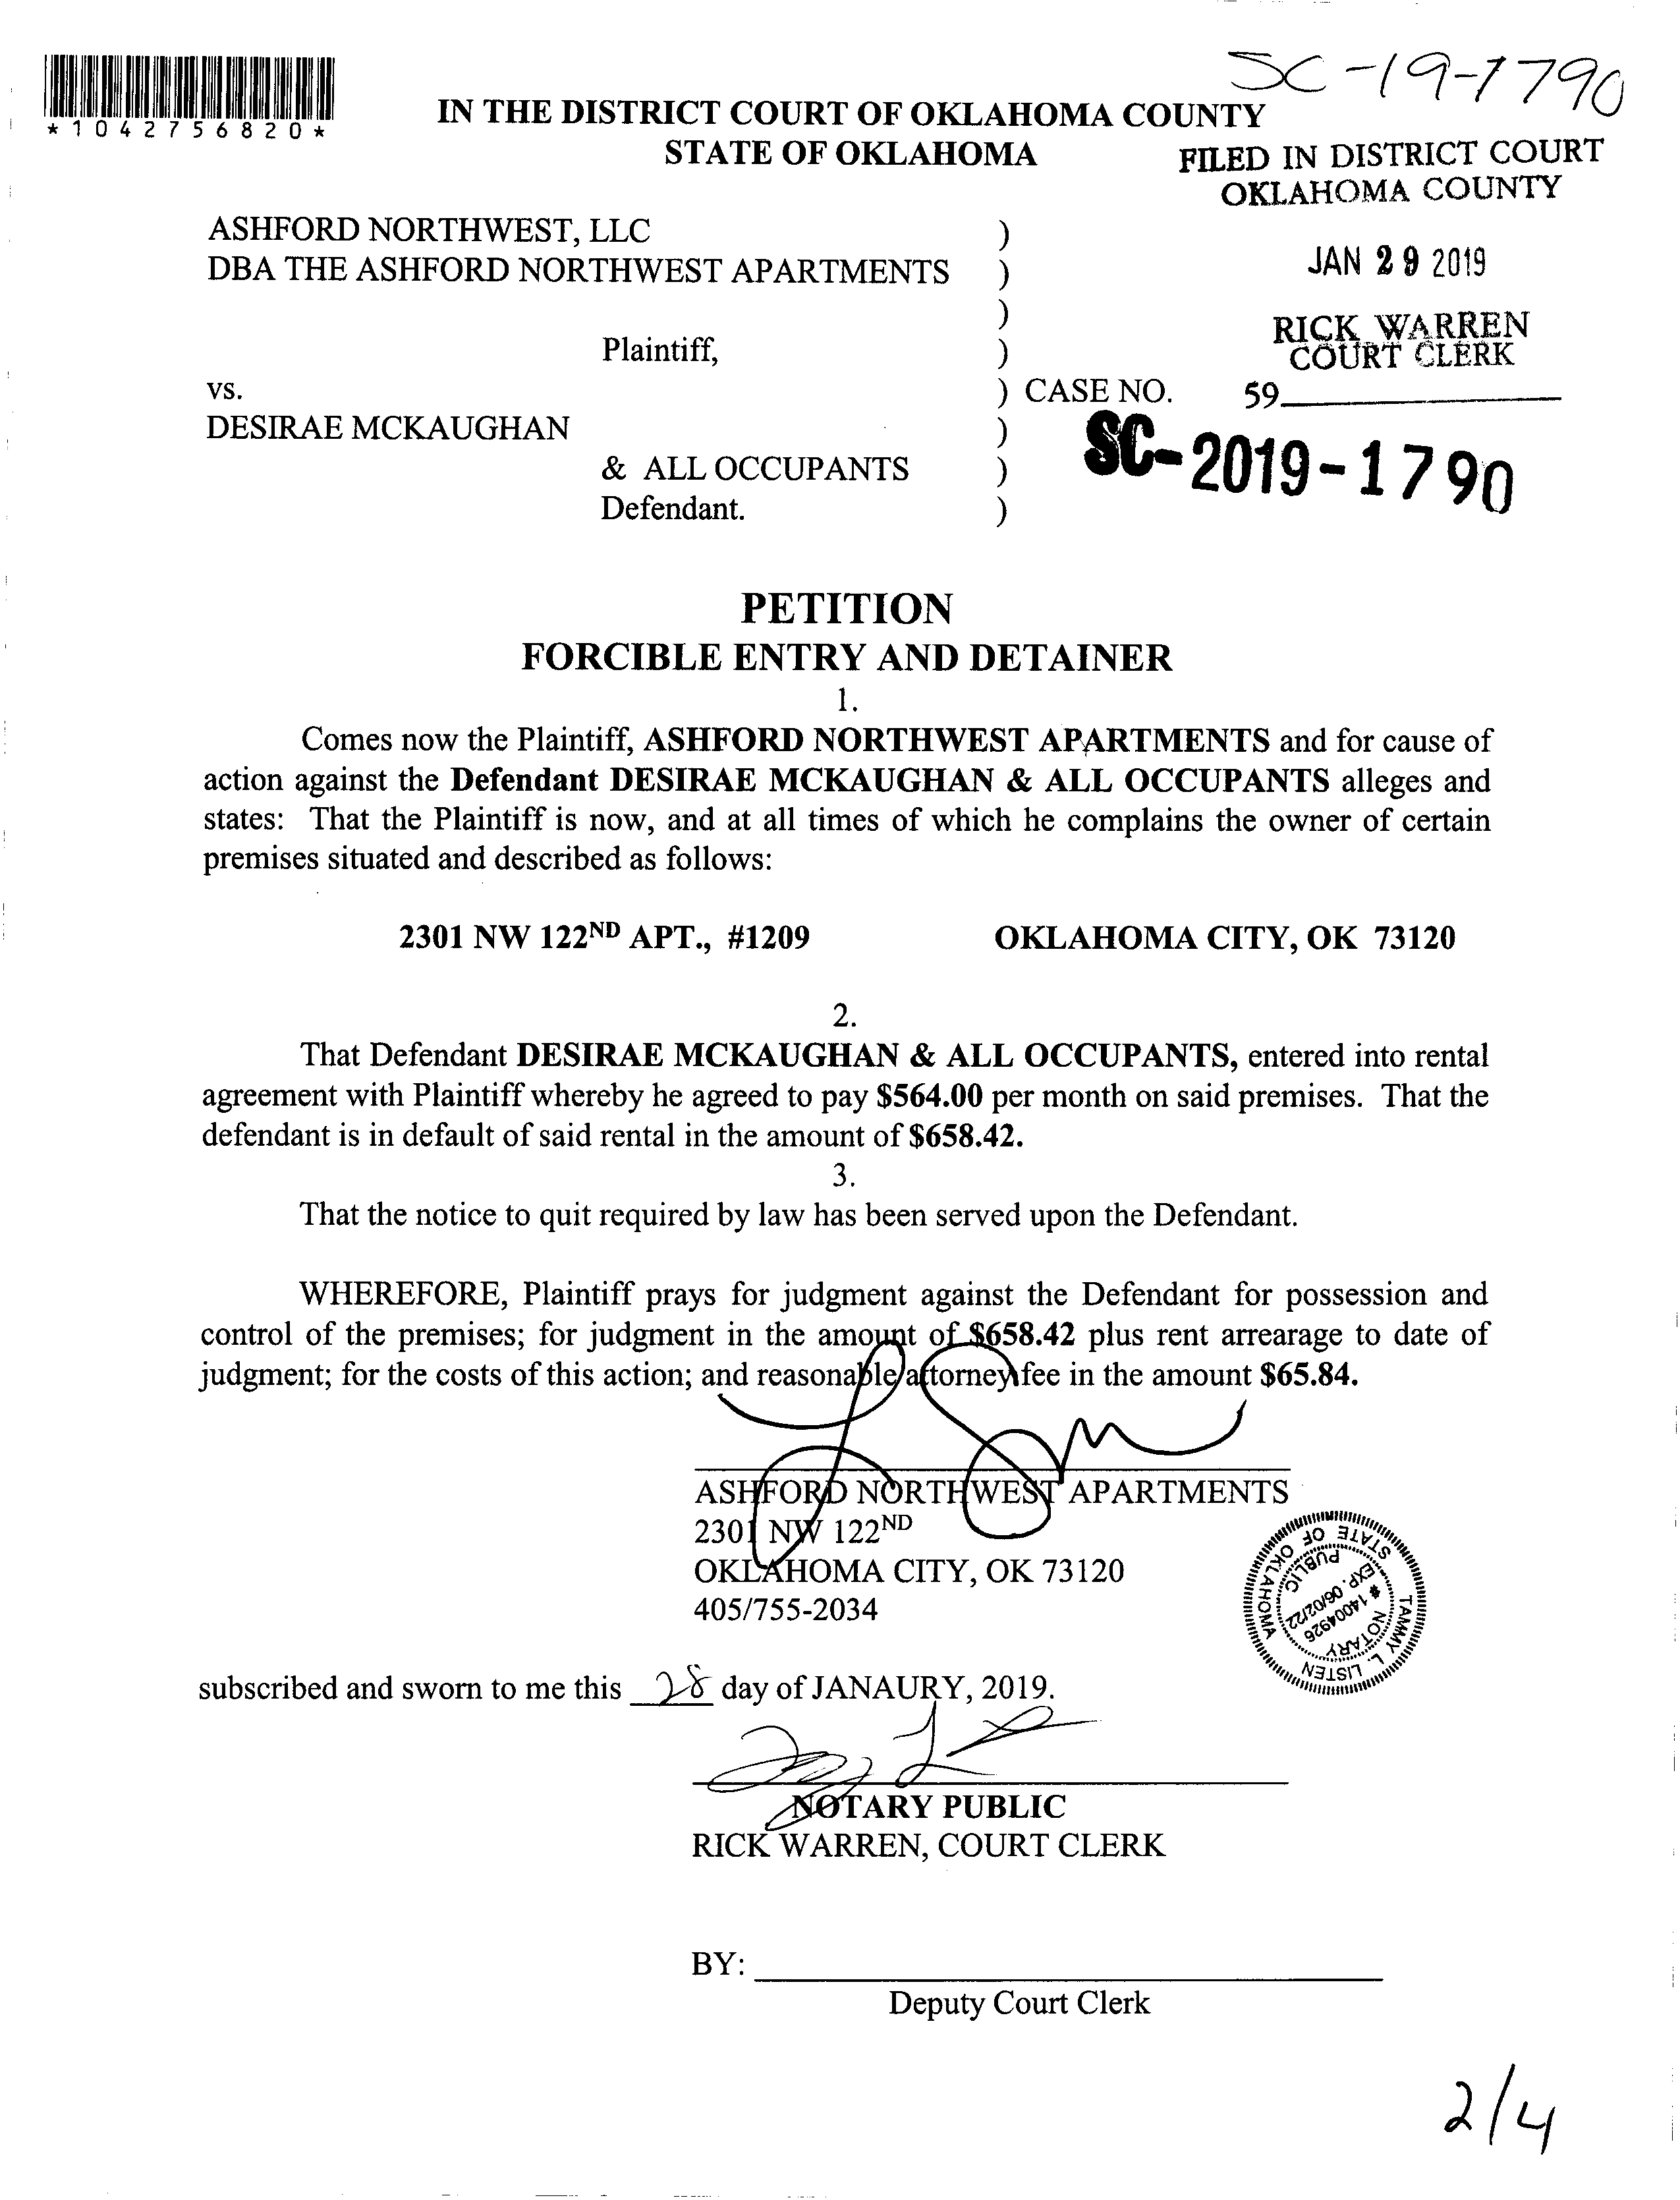 SC-19-1790
*1042756820*
IN THE DISTRICT COURT OF OKLAHOMA COUNTY
STATE OF OKLAHOMA
FILED IN DISTRICT COURT
OKLAHOMA COUNTY
JAN 29 2019
RICK WARREN
COURT CLERK
59
ASHFORD NORTHWEST, LLC )
DBA THE ASHFORD NORTHWEST APARTMENTS )
)
Plaintiff, )
vs. ) CASE NO.
SC-2019-1790
DESIRAE MCKAUGHAN )
& ALL OCCUPANTS )
Defendant. )
PETITION
FORCIBLE ENTRY AND DETAINER
1.
Comes now the Plaintiff, ASHFORD NORTHWEST APARTMENTS and for cause of
action against the Defendant DESIRAE MCKAUGHAN & ALL OCCUPANTS alleges and
states: That the Plaintiff is now, and at all times of which he complains the owner of certain
premises situated and described as follows:
2301 NW 122ND APT., #1209 OKLAHOMA CITY, OK 73120
2.
That Defendant DESIRAE MCKAUGHAN & ALL OCCUPANTS, entered into rental
agreement with Plaintiff whereby he agreed to pay $564.00 per month on said premises. That the
defendant is in default of said rental in the amount of $658.42.
3.
That the notice to quit required by law has been served upon the Defendant.
WHEREFORE, Plaintiff prays for judgment against the Defendant for possession and
control of the premises; for judgment in the amount of $658.42 plus rent arrearage to date of
judgment; for the costs of this action; and reasonable attorney fee in the amount $65.84.
ASHFORD NORTHWEST APARTMENTS
2301 NW 122ND
OKLAHOMA CITY, OK 73120
405/755-2034
TAMMY L. LISTEN
STATE OF OKLAHOMA
NOTARY
# 14004926
EXP. 06/02/22
PUBLIC
subscribed and sworn to me this 28 day of JANAURY, 2019.
NOTARY PUBLIC
RICK WARREN, COURT CLERK
BY:
Deputy Court Clerk
2/4